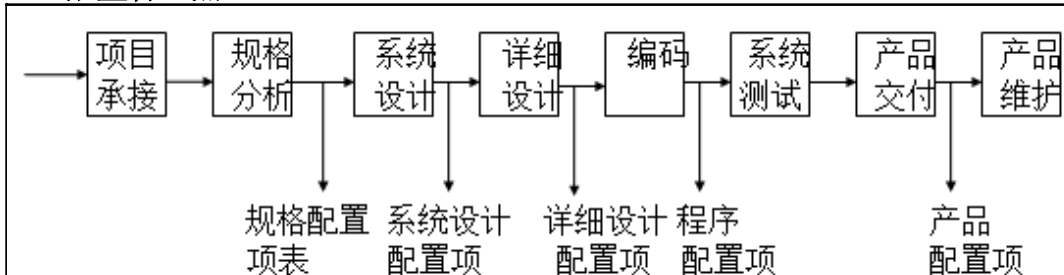 项目 规格 系统 详细 编码 系统 产品 产品
承接 分析 设计 设计 测试 交付 维护
规格配置 系统设计 详细设计 程序 产品
项表 配置项 配置项 配置项 配置项